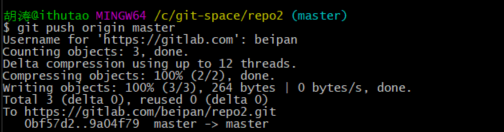 胡涛@ithutao MINGW64 /c/git-space/repo2 (master)
$ git push origin master
Username for 'https://gitlab.com': beipan
Counting objects: 3, done.
Delta compression using up to 12 threads.
Compressing objects: 100% (2/2), done.
Writing objects: 100% (3/3), 264 bytes | 0 bytes/s, done.
Total 3 (delta 0), reused 0 (delta 0)
To https://gitlab.com/beipan/repo2.git
   0bf57d2..9a04f79  master -> master